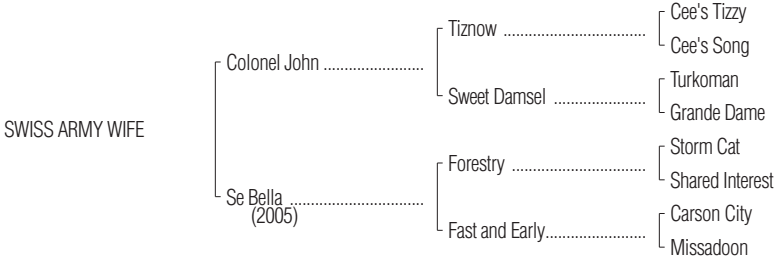 Cee's Tizzy
Tiznow ..................................
Cee's Song
Colonel John ........................
Turkoman
Sweet Damsel ......................
Grande Dame
SWISS ARMY WIFE
Storm Cat
Forestry ................................
Shared Interest
Se Bella ................................
(2005)
Carson City
Fast and Early........................
Missadoon